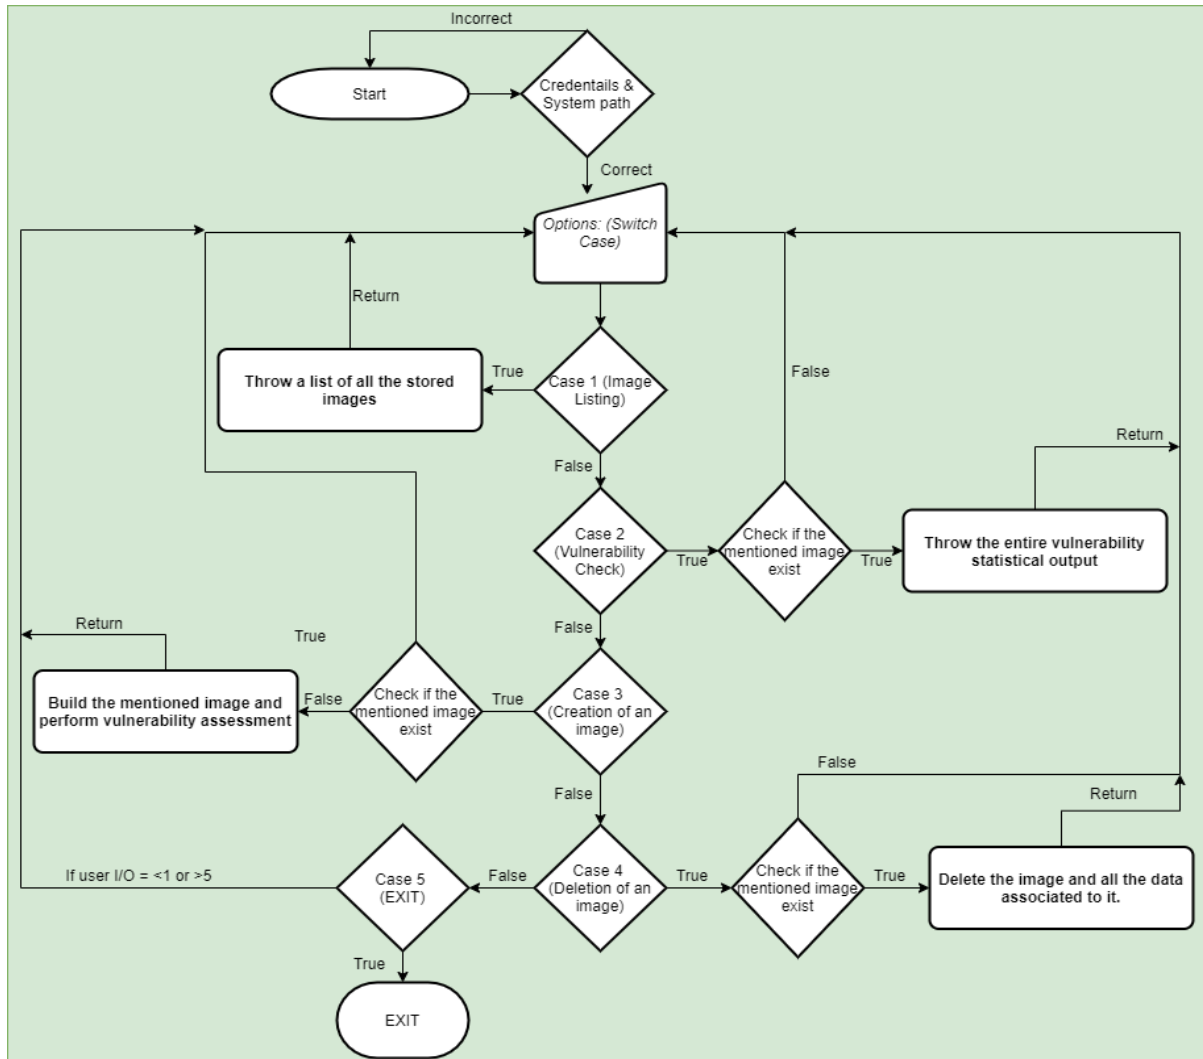 Incorrect
Start
Credentails &
System path
Correct
Options: (Switch
Case)
Return
Throw a list of all the stored
images
True
Case 1 (Image
Listing)
False
False
Return
Case 2
(Vulnerability
Check)
True
Check if the
mentioned image
exist
True
Throw the entire vulnerability
statistical output
False
Return
True
Build the mentioned image and
perform vulnerability assessment
False
Check if the
mentioned image
exist
True
Case 3
(Creation of an
image)
False
False
Return
If user I/O = <1 or >5
Case 5
(EXIT)
False
Case 4
(Deletion of an
image)
True
Check if the
mentioned image
exist
True
Delete the image and all the data
associated to it.
True
EXIT